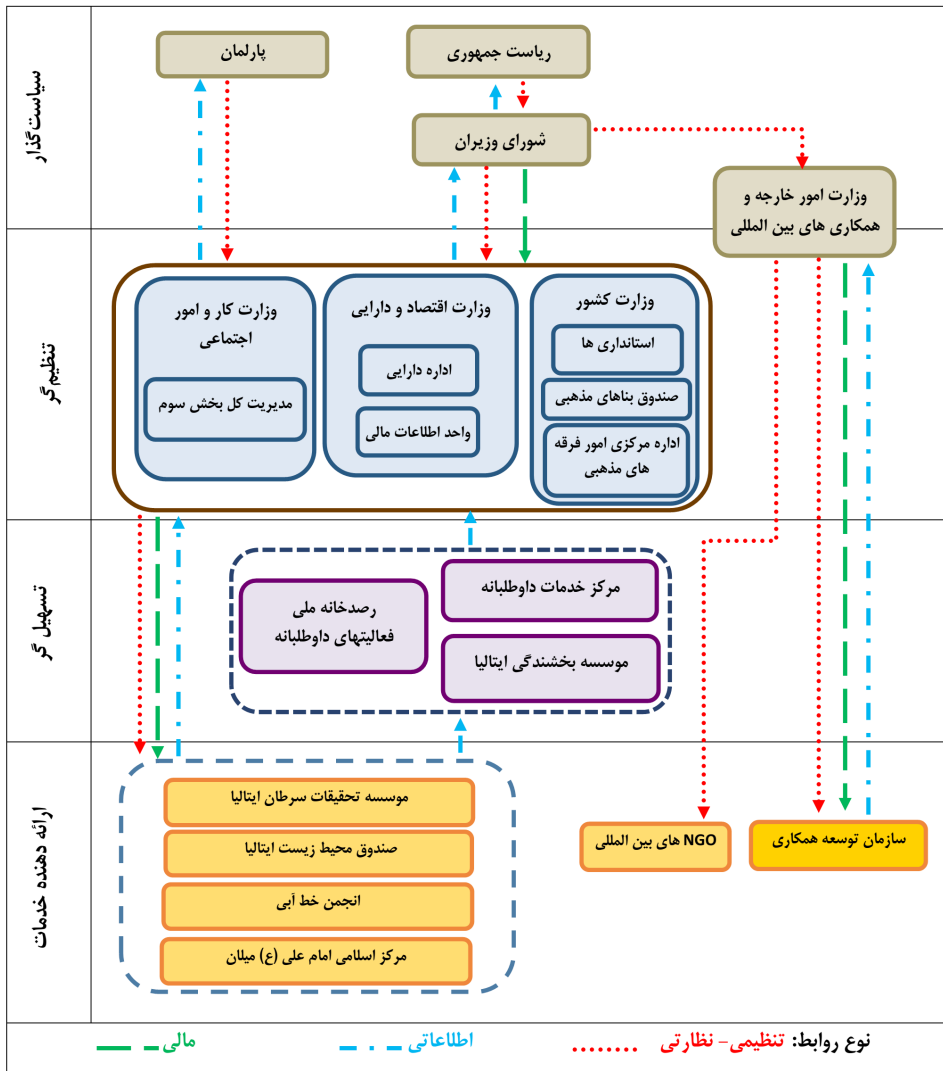 سیاست‌گذار
ریاست جمهوری
پارلمان
شورای وزیران
وزارت امور خارجه و
همکاری های بین المللی
تنظیم‌گر
وزارت کشور
استانداری ها
صندوق بناهای مذهبی
اداره مرکزی امور فرقه
های مذهبی
وزارت اقتصاد و دارایی
اداره دارایی
واحد اطلاعات مالی
وزارت کار و امور
اجتماعی
مدیریت کل بخش سوم
تسهیل گر
مرکز خدمات داوطلبانه
موسسه بخشندگی ایتالیا
رصدخانه ملی
فعالیتهای داوطلبانه
ارائه دهنده خدمات
سازمان توسعه همکاری
NGO های بین المللی
موسسه تحقیقات سرطان ایتالیا
صندوق محیط زیست ایتالیا
انجمن خط آبی
مرکز اسلامی امام علی (ع) میلان
نوع روابط: تنظیمی- نظارتی اطلاعاتی مالی